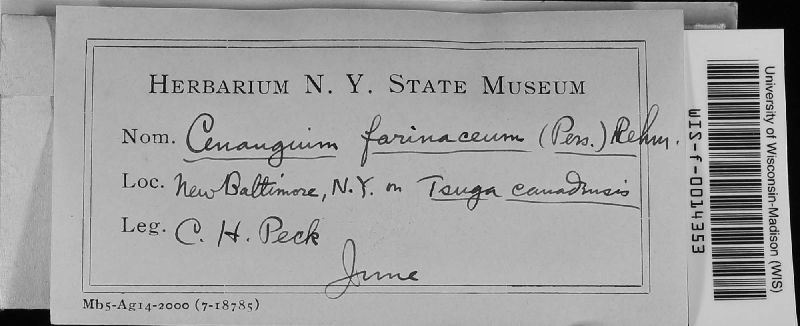 HERBARIUM N. Y. STATE MUSEUM
Nom. Cenangium farinaceum (Pers.) Rehm.
Loc. New Baltimore, N.Y. on Tsuga canadensis
Leg. C. H. Peck
June
Mb5-Ag14-2000 (7-18785)
WIS-f-0014353
University of Wisconsin-Madison (WIS)